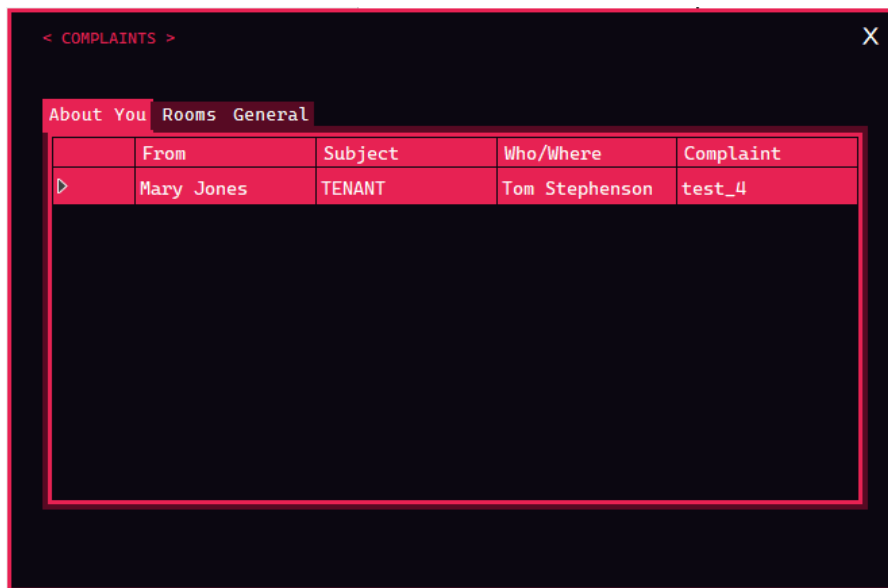 < COMPLAINTS > X
About You Rooms General
From Subject Who/Where Complaint
Mary Jones TENANT Tom Stephenson test_4